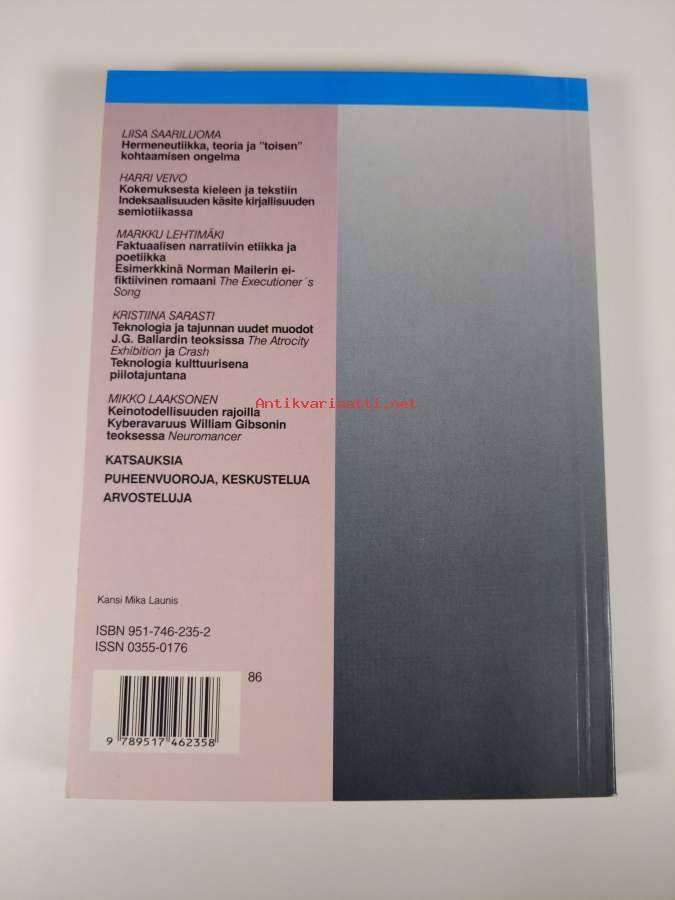 LIISA SAARILUOMA
Hermeneutiikka, teoria ja "toisen"
kohtaamisen ongelma
HARRI VEIVO
Kokemuksesta kieleen ja tekstiin
Indeksaalisuuden käsite kirjallisuuden
semiotiikassa
MARKKU LEHTIMÄKI
Faktuaalisen narratiivin etiikka ja
poetiikka
Esimerkkinä Norman Mailerin ei-
fiktiivinen romaani The Executioner´s
Song
KRISTIINA SARASTI
Teknologia ja tajunnan uudet muodot
J.G. Ballardin teoksissa The Atrocity
Exhibition ja Crash
Teknologia kulttuurisena
piilotajuntana
MIKKO LAAKSONEN
Keinotodellisuuden rajoilla
Kyberavaruus William Gibsonin
teoksessa Neuromancer
KATSAUKSIA
PUHEENVUOROJA, KESKUSTELUA
ARVOSTELUJA
Antikvariaatti.net
Kansi Mika Launis
ISBN 951-746-235-2
ISSN 0355-0176
86
9 789517 462358